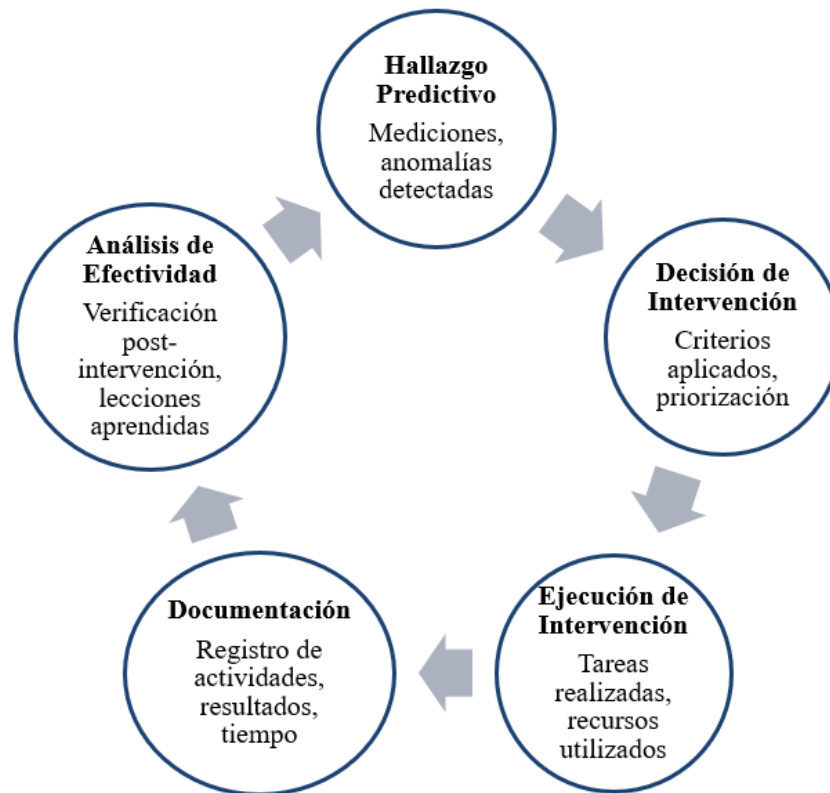 Hallazgo
Predictivo
Mediciones,
anomalías
detectadas
Decisión de
Intervención
Criterios
aplicados,
priorización
Ejecución de
Intervención
Tareas
realizadas,
recursos
utilizados
Documentación
Registro de
actividades,
resultados,
tiempo
Análisis de
Efectividad
Verificación
post-
intervención,
lecciones
aprendidas